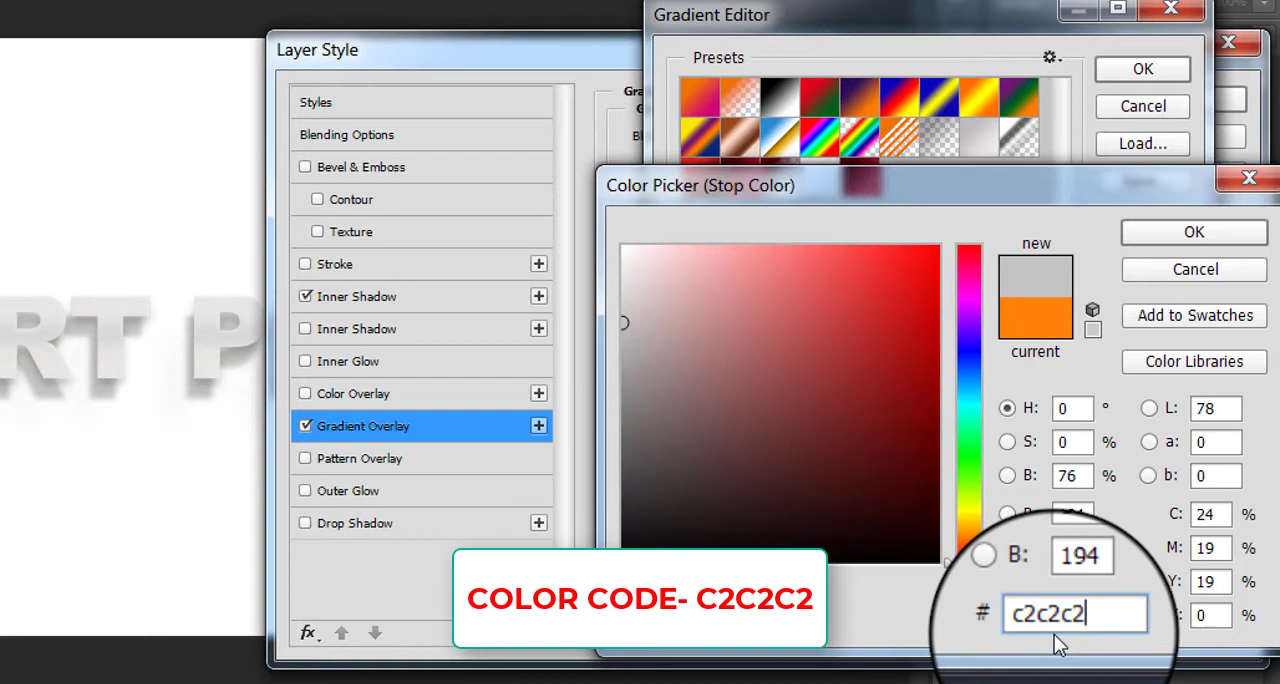 Gradient Editor
Layer Style
Presets
OK
Cancel
Load...
Styles
Blending Options
Bevel & Emboss
Contour
Texture
Stroke
Inner Shadow
Inner Shadow
Inner Glow
Color Overlay
Gradient Overlay
Pattern Overlay
Outer Glow
Drop Shadow
fx
RT P
Color Picker (Stop Color)
new
current
OK
Cancel
Add to Swatches
Color Libraries
H: 0 °
S: 0 %
B: 76 %
L: 78
a: 0
b: 0
C: 24 %
M: 19 %
Y: 19 %
0 %
B: 194
# c2c2c2
COLOR CODE- C2C2C2